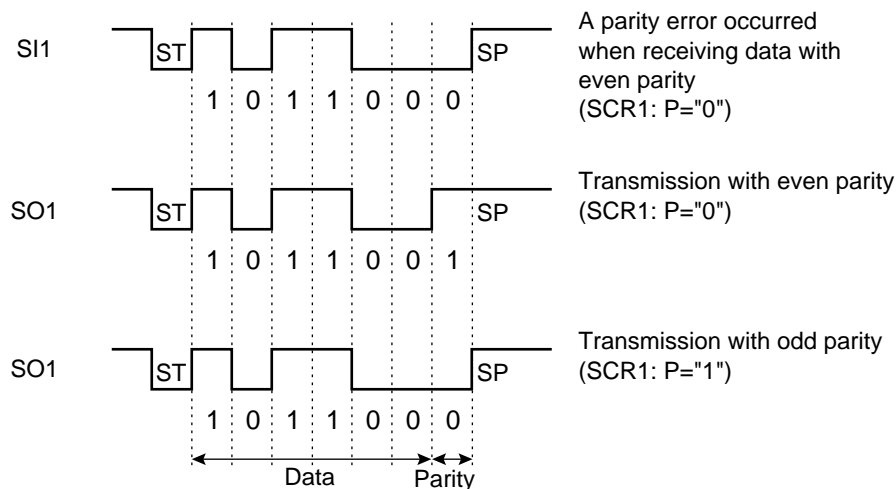 A parity error occurred
SI1 ST SP when receiving data with
even parity
1 0 1 1 0 0 0 (SCR1: P="0")
Transmission with even parity
SO1 ST SP (SCR1: P="0")
1 0 1 1 0 0 1
Transmission with odd parity
SO1 ST SP (SCR1: P="1")
1 0 1 1 0 0 0
Data Parity